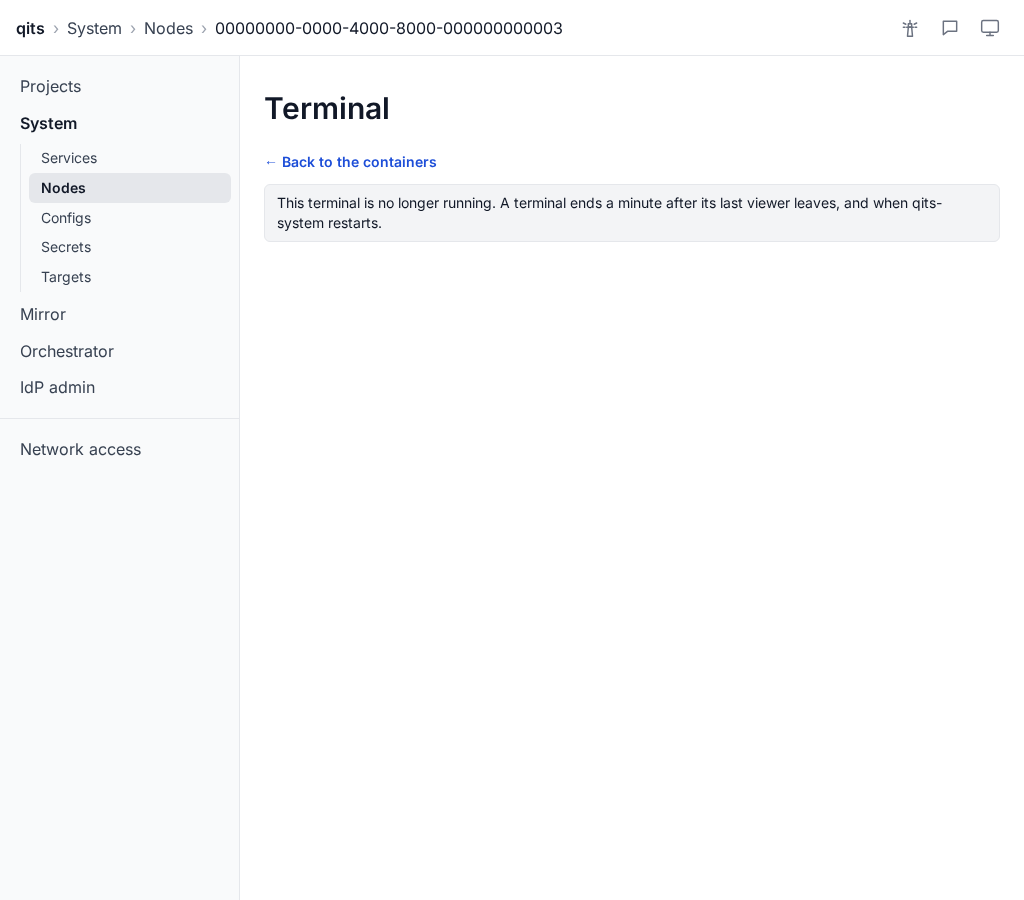 qits › System › Nodes › 00000000-0000-4000-8000-000000000003
Projects
System
Services
Nodes
Configs
Secrets
Targets
Mirror
Orchestrator
IdP admin
Network access
Terminal
← Back to the containers
This terminal is no longer running. A terminal ends a minute after its last viewer leaves, and when qits-
system restarts.